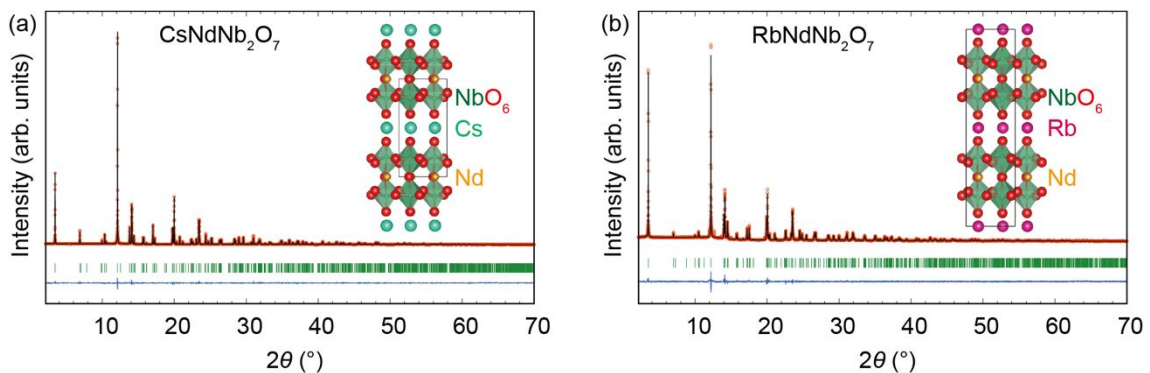 (a)
CsNdNb₂O₇
NbO₆
Cs
Nd
Intensity (arb. units)
10 20 30 40 50 60 70
2θ (°)
(b)
RbNdNb₂O₇
NbO₆
Rb
Nd
Intensity (arb. units)
10 20 30 40 50 60 70
2θ (°)